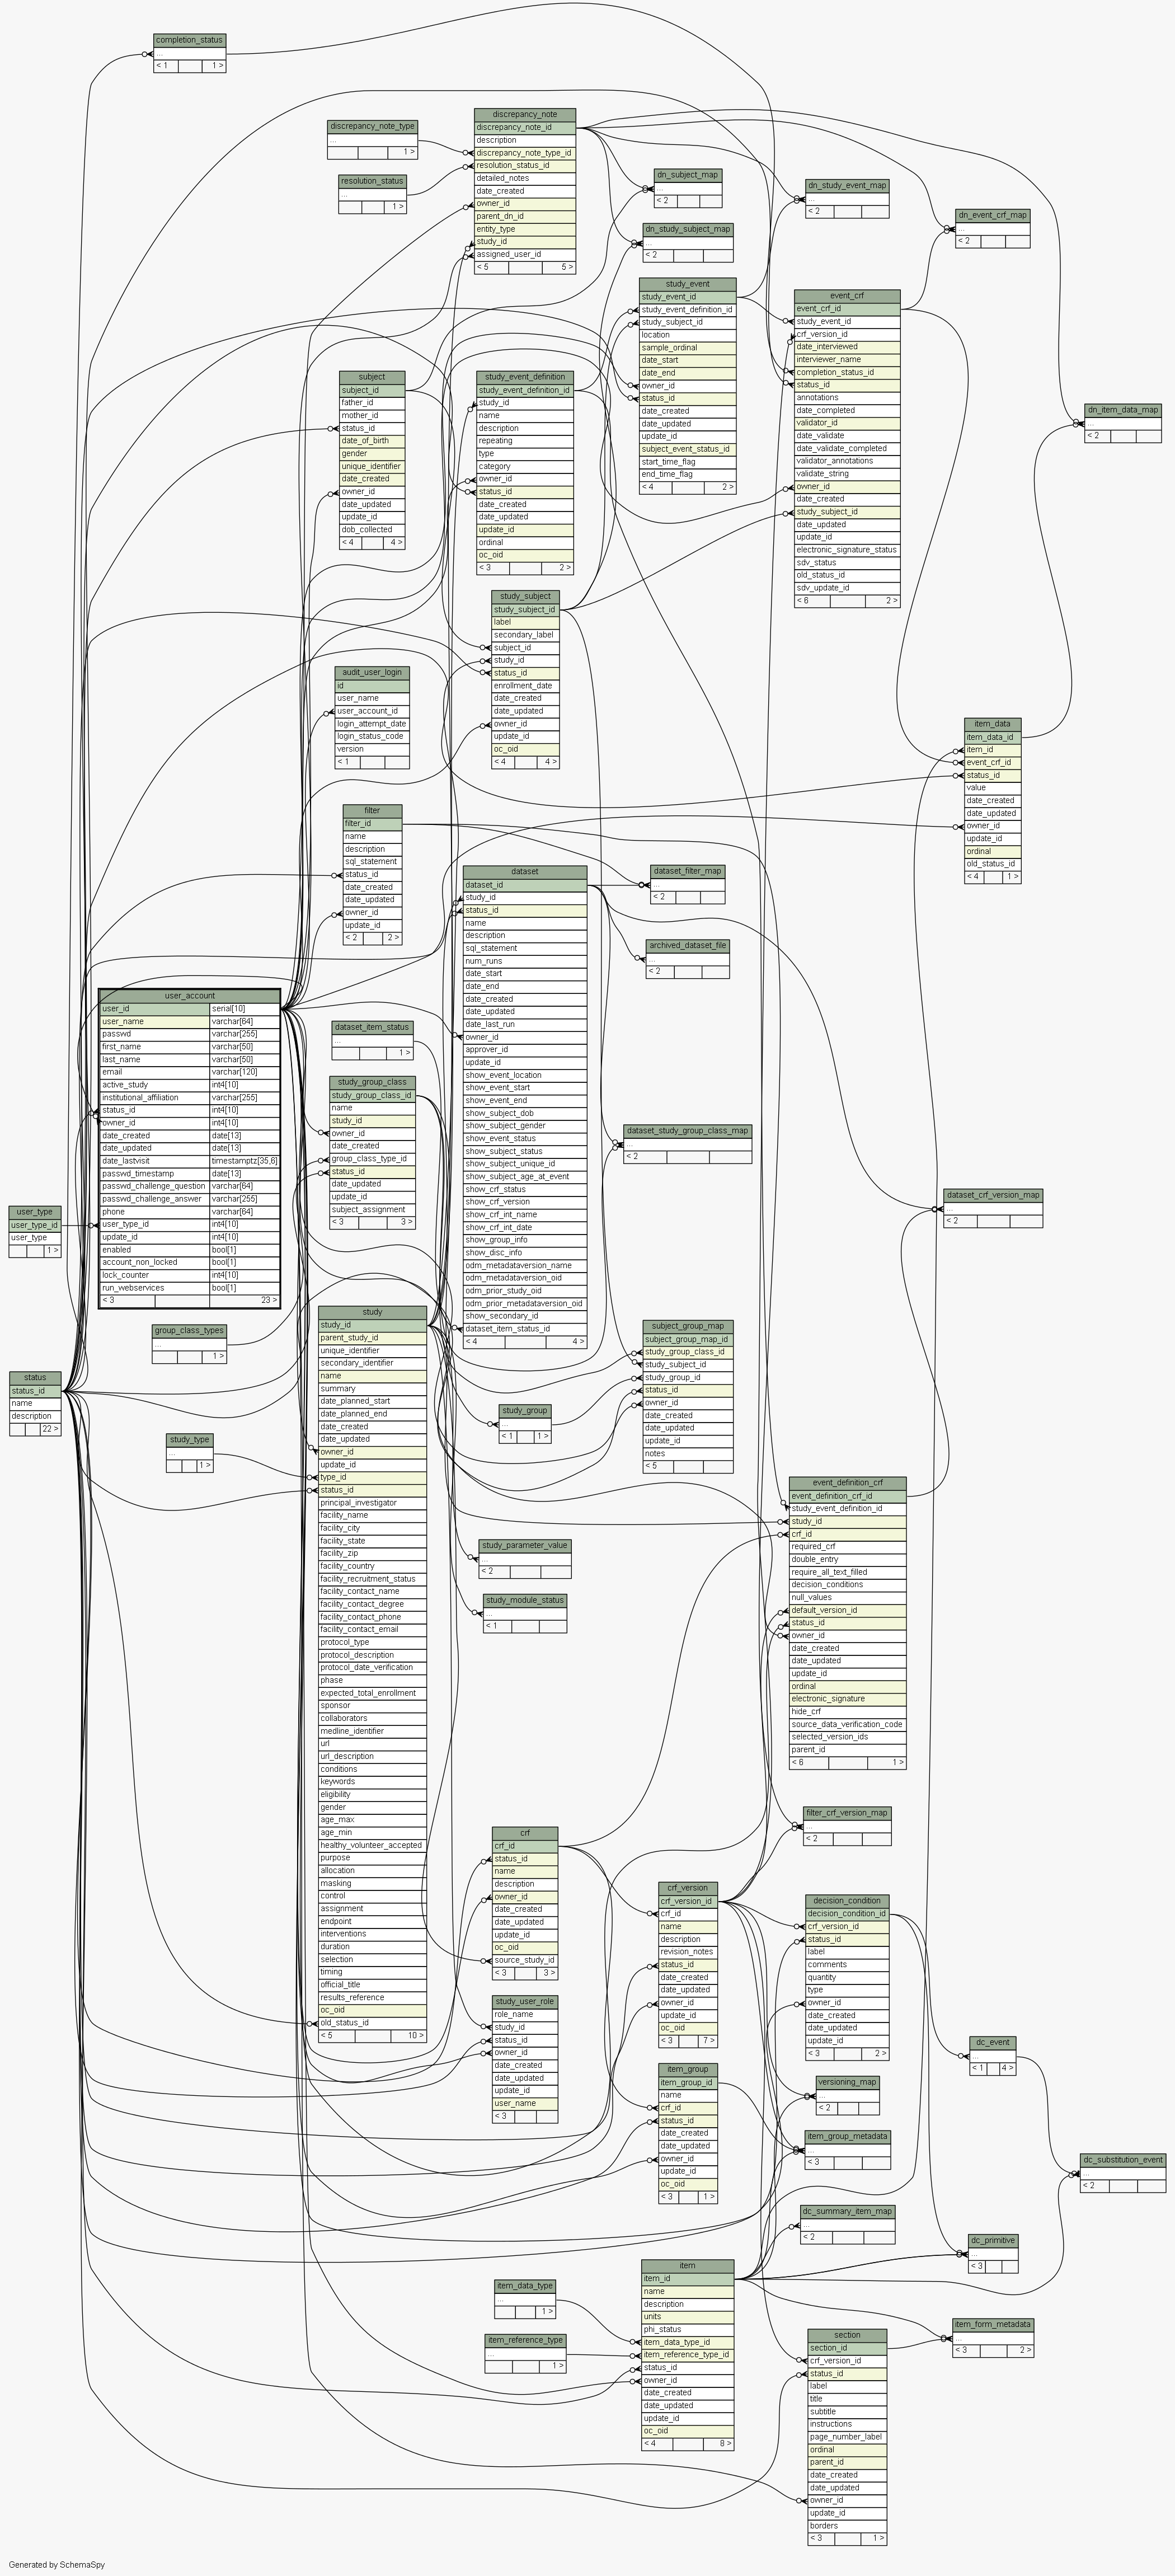 completion_status
...
< 1 1 >
discrepancy_note_type
...
1 >
resolution_status
...
1 >
discrepancy_note
discrepancy_note_id
description
discrepancy_note_type_id
resolution_status_id
detailed_notes
date_created
owner_id
parent_dn_id
entity_type
study_id
assigned_user_id
< 5 5 >
dn_subject_map
...
< 2
dn_study_event_map
...
< 2
dn_event_crf_map
...
< 2
dn_study_subject_map
...
< 2
study_event
study_event_id
study_event_definition_id
study_subject_id
location
sample_ordinal
date_start
date_end
owner_id
status_id
date_created
date_updated
update_id
subject_event_status_id
start_time_flag
end_time_flag
< 4 2 >
event_crf
event_crf_id
study_event_id
crf_version_id
date_interviewed
interviewer_name
completion_status_id
status_id
annotations
date_completed
validator_id
date_validate
date_validate_completed
validator_annotations
validate_string
owner_id
date_created
study_subject_id
date_updated
update_id
electronic_signature_status
sdv_status
old_status_id
sdv_update_id
< 6 2 >
dn_item_data_map
...
< 2
subject
subject_id
father_id
mother_id
status_id
date_of_birth
gender
unique_identifier
date_created
owner_id
date_updated
update_id
dob_collected
< 4 4 >
study_event_definition
study_event_definition_id
study_id
name
description
repeating
type
category
owner_id
status_id
date_created
date_updated
update_id
ordinal
oc_oid
< 3 2 >
study_subject
study_subject_id
label
secondary_label
subject_id
study_id
status_id
enrollment_date
date_created
date_updated
owner_id
update_id
oc_oid
< 4 4 >
audit_user_login
id
user_name
user_account_id
login_attempt_date
login_status_code
version
< 1
item_data
item_data_id
item_id
event_crf_id
status_id
value
date_created
date_updated
owner_id
update_id
ordinal
old_status_id
< 4 1 >
filter
filter_id
name
description
sql_statement
status_id
date_created
date_updated
owner_id
update_id
< 2 2 >
dataset
dataset_id
study_id
status_id
name
description
sql_statement
num_runs
date_start
date_end
date_created
date_updated
date_last_run
owner_id
approver_id
update_id
show_event_location
show_event_start
show_event_end
show_subject_dob
show_subject_gender
show_event_status
show_subject_status
show_subject_unique_id
show_subject_age_at_event
show_crf_status
show_crf_version
show_crf_int_name
show_crf_int_date
show_group_info
show_disc_info
odm_metadataversion_name
odm_metadataversion_oid
odm_prior_study_oid
odm_prior_metadataversion_oid
show_secondary_id
dataset_item_status_id
< 4 4 >
dataset_filter_map
...
< 2
archived_dataset_file
...
< 2
user_account
user_id serial[10]
user_name varchar[64]
passwd varchar[255]
first_name varchar[50]
last_name varchar[50]
email varchar[120]
active_study int4[10]
institutional_affiliation varchar[255]
status_id int4[10]
owner_id int4[10]
date_created date[13]
date_updated date[13]
date_lastvisit timestamptz[35,6]
passwd_timestamp date[13]
passwd_challenge_question varchar[64]
passwd_challenge_answer varchar[255]
phone varchar[64]
user_type_id int4[10]
update_id int4[10]
enabled bool[1]
account_non_locked bool[1]
lock_counter int4[10]
run_webservices bool[1]
< 3 23 >
dataset_item_status
...
1 >
study_group_class
study_group_class_id
name
study_id
owner_id
date_created
group_class_type_id
status_id
date_updated
update_id
subject_assignment
< 3 3 >
dataset_study_group_class_map
...
< 2
dataset_crf_version_map
...
< 2
user_type
user_type_id
user_type
1 >
group_class_types
...
1 >
status
status_id
name
description
22 >
study_type
...
1 >
study
study_id
parent_study_id
unique_identifier
secondary_identifier
name
summary
date_planned_start
date_planned_end
date_created
date_updated
owner_id
update_id
type_id
status_id
principal_investigator
facility_name
facility_city
facility_state
facility_zip
facility_country
facility_recruitment_status
facility_contact_name
facility_contact_degree
facility_contact_phone
facility_contact_email
protocol_type
protocol_description
protocol_date_verification
phase
expected_total_enrollment
sponsor
collaborators
medline_identifier
url
url_description
conditions
keywords
eligibility
gender
age_max
age_min
healthy_volunteer_accepted
purpose
allocation
masking
control
assignment
endpoint
interventions
duration
selection
timing
official_title
results_reference
oc_oid
old_status_id
< 5 10 >
subject_group_map
subject_group_map_id
study_group_class_id
study_subject_id
study_group_id
status_id
owner_id
date_created
date_updated
update_id
notes
< 5
study_group
...
< 1 1 >
study_parameter_value
...
< 2
study_module_status
...
< 1
event_definition_crf
event_definition_crf_id
study_event_definition_id
study_id
crf_id
required_crf
double_entry
require_all_text_filled
decision_conditions
null_values
default_version_id
status_id
owner_id
date_created
date_updated
update_id
ordinal
electronic_signature
hide_crf
source_data_verification_code
selected_version_ids
parent_id
< 6 1 >
filter_crf_version_map
...
< 2
crf
crf_id
status_id
name
description
owner_id
date_created
date_updated
update_id
oc_oid
source_study_id
< 3 3 >
crf_version
crf_version_id
crf_id
name
description
revision_notes
status_id
date_created
date_updated
owner_id
update_id
oc_oid
< 3 7 >
decision_condition
decision_condition_id
crf_version_id
status_id
label
comments
quantity
type
owner_id
date_created
date_updated
update_id
< 3 2 >
study_user_role
role_name
study_id
status_id
owner_id
date_created
date_updated
update_id
user_name
< 3
dc_event
...
< 1 4 >
item_group
item_group_id
name
crf_id
status_id
date_created
date_updated
owner_id
update_id
oc_oid
< 3 1 >
versioning_map
...
< 2
item_group_metadata
...
< 3
dc_substitution_event
...
< 2
dc_summary_item_map
...
< 2
dc_primitive
...
< 3
item
item_id
name
description
units
phi_status
item_data_type_id
item_reference_type_id
status_id
owner_id
date_created
date_updated
update_id
oc_oid
< 4 8 >
item_data_type
...
1 >
item_reference_type
...
1 >
item_form_metadata
...
< 3 2 >
section
section_id
crf_version_id
status_id
label
title
subtitle
instructions
page_number_label
ordinal
parent_id
date_created
date_updated
owner_id
update_id
borders
< 3 1 >
Generated by SchemaSpy